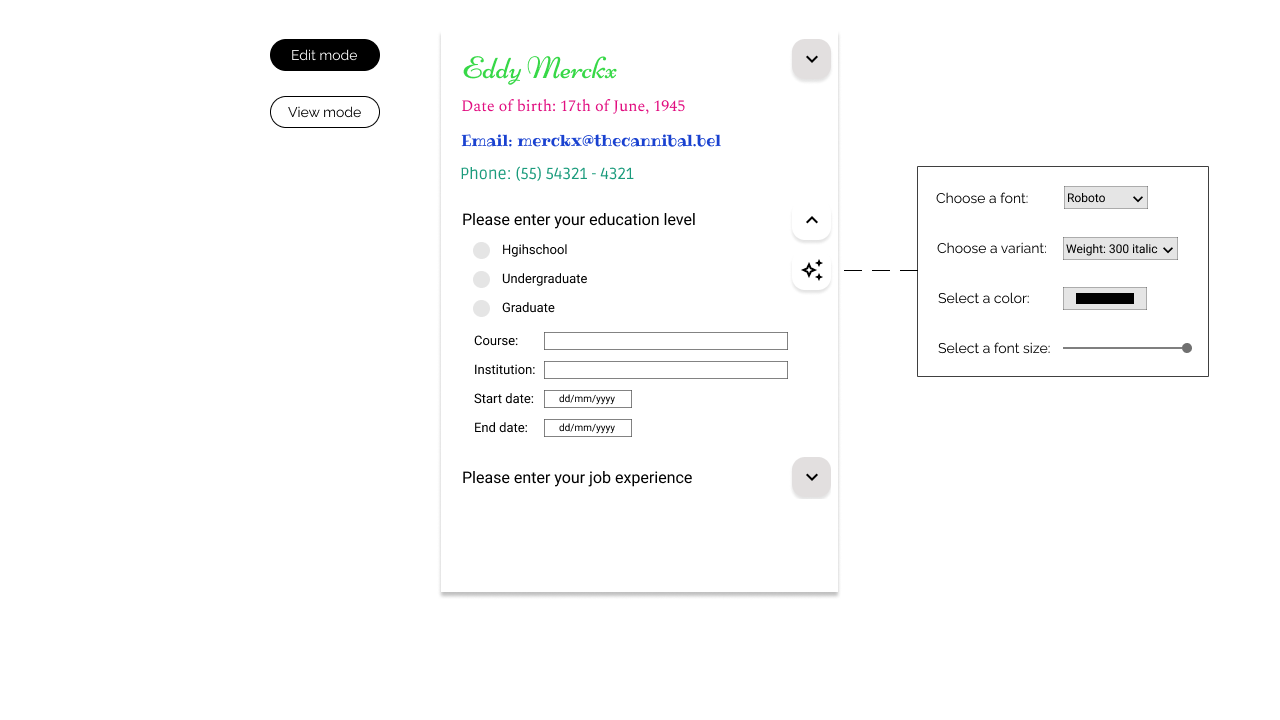 Edit mode
View mode
Eddy Merckx
Date of birth: 17th of June, 1945
Email: merckx@thecannibal.bel
Phone: (55) 54321 - 4321
Please enter your education level
Hgihschool
Undergraduate
Graduate
Course:
Institution:
Start date: dd/mm/yyyy
End date: dd/mm/yyyy
Please enter your job experience
Choose a font: Roboto
Choose a variant: Weight: 300 italic
Select a color:
Select a font size: